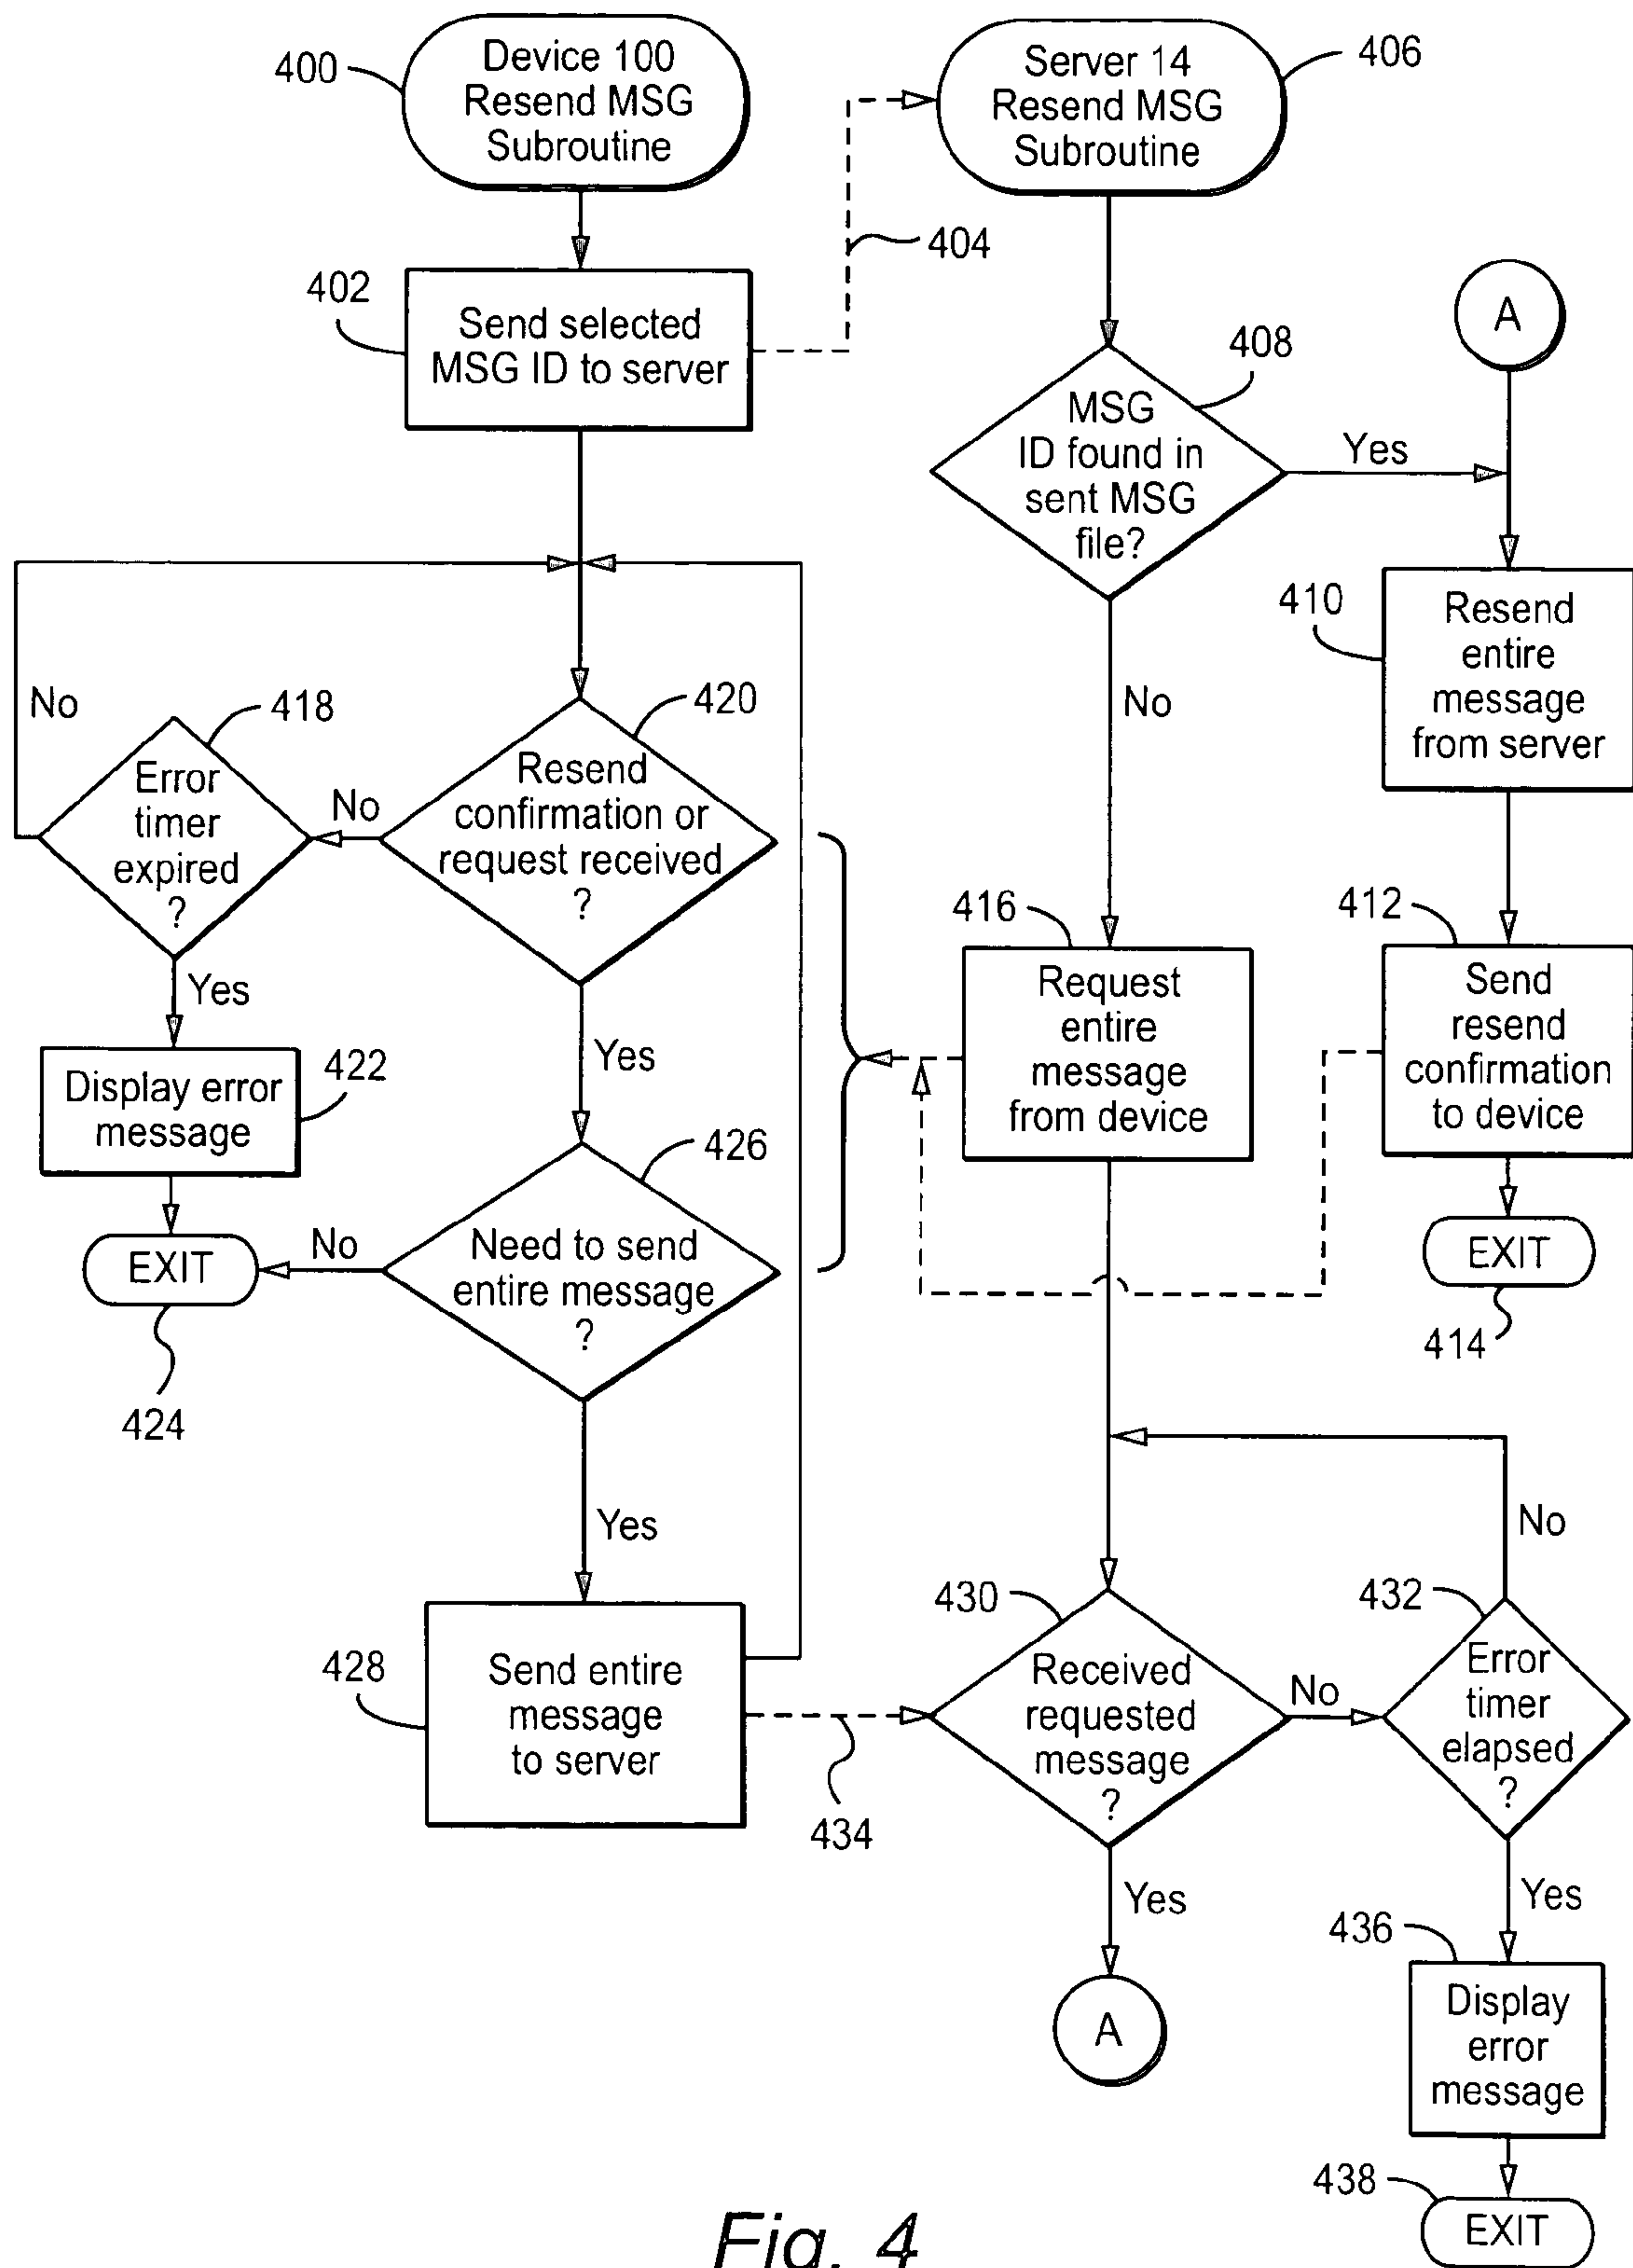 400
Device 100
Resend MSG
Subroutine
Server 14
Resend MSG
Subroutine
406
404
402
Send selected
MSG ID to server
A
408
MSG
ID found in
sent MSG
file?
Yes
No
410
Resend
entire
message
from server
No
418
Error
timer
expired
?
No
420
Resend
confirmation or
request received
?
Yes
Yes
416
Request
entire
message
from device
412
Send
resend
confirmation
to device
Display error
message
422
426
Need to send
entire message
?
No
EXIT
424
EXIT
414
Yes
No
428
Send entire
message
to server
434
430
Received
requested
message
?
No
432
Error
timer
elapsed
?
Yes
Yes
A
436
Display
error
message
438
EXIT
Fig. 4